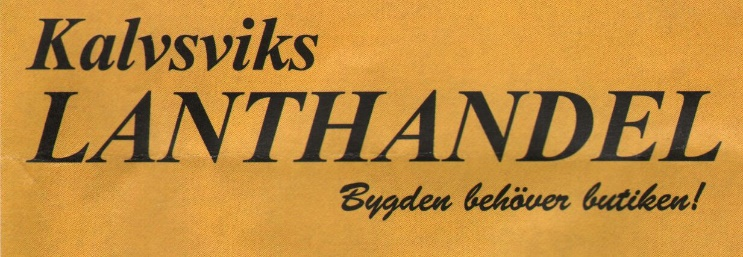 Kalvsviks
LANTHANDEL
Bygden behöver butiken!